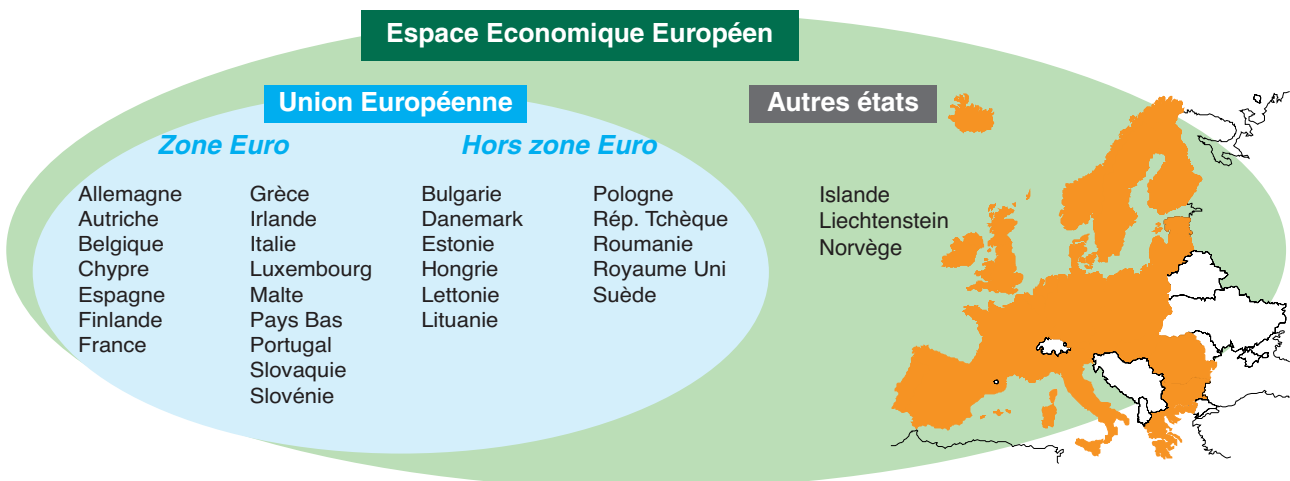 Espace Economique Européen
Union Européenne
Autres états
Zone Euro
Hors zone Euro
Allemagne
Autriche
Belgique
Chypre
Espagne
Finlande
France
Grèce
Irlande
Italie
Luxembourg
Malte
Pays Bas
Portugal
Slovaquie
Slovénie
Bulgarie
Danemark
Estonie
Hongrie
Lettonie
Lituanie
Pologne
Rép. Tchèque
Roumanie
Royaume Uni
Suède
Islande
Liechtenstein
Norvège